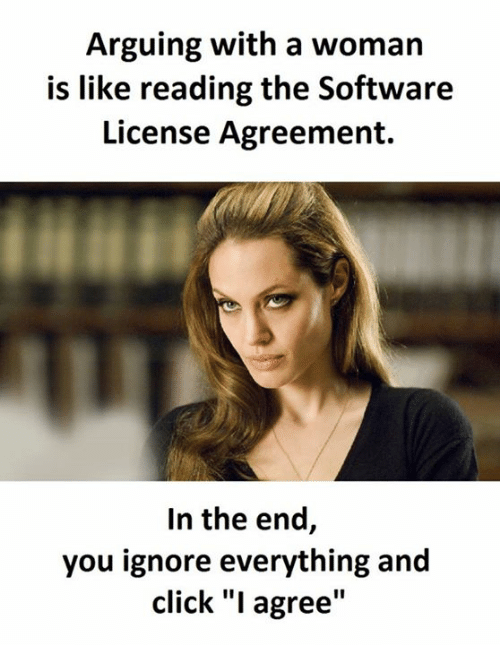 Arguing with a woman
is like reading the Software
License Agreement.
In the end,
you ignore everything and
click "I agree"